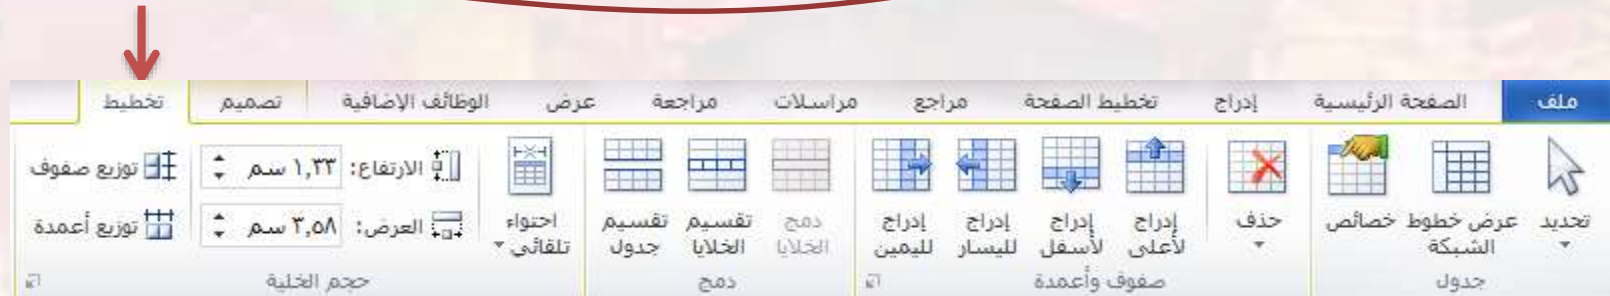 ملف الصفحة الرئيسية إدراج تخطيط الصفحة مراجع مراسلات مراجعة عرض الوظائف الإضافية تصميم تخطيط
تحديد
عرض خطوط الشبكة
خصائص
جدول
حذف
إدراج لأعلى
إدراج لأسفل
إدراج لليسار
إدراج لليمين
صفوف وأعمدة
دمج الخلايا
تقسيم الخلايا
تقسيم جدول
دمج
احتواء تلقائي
الارتفاع: ١,٣٣ سم
العرض: ٣,٥٨ سم
توزيع صفوف
توزيع أعمدة
حجم الخلية